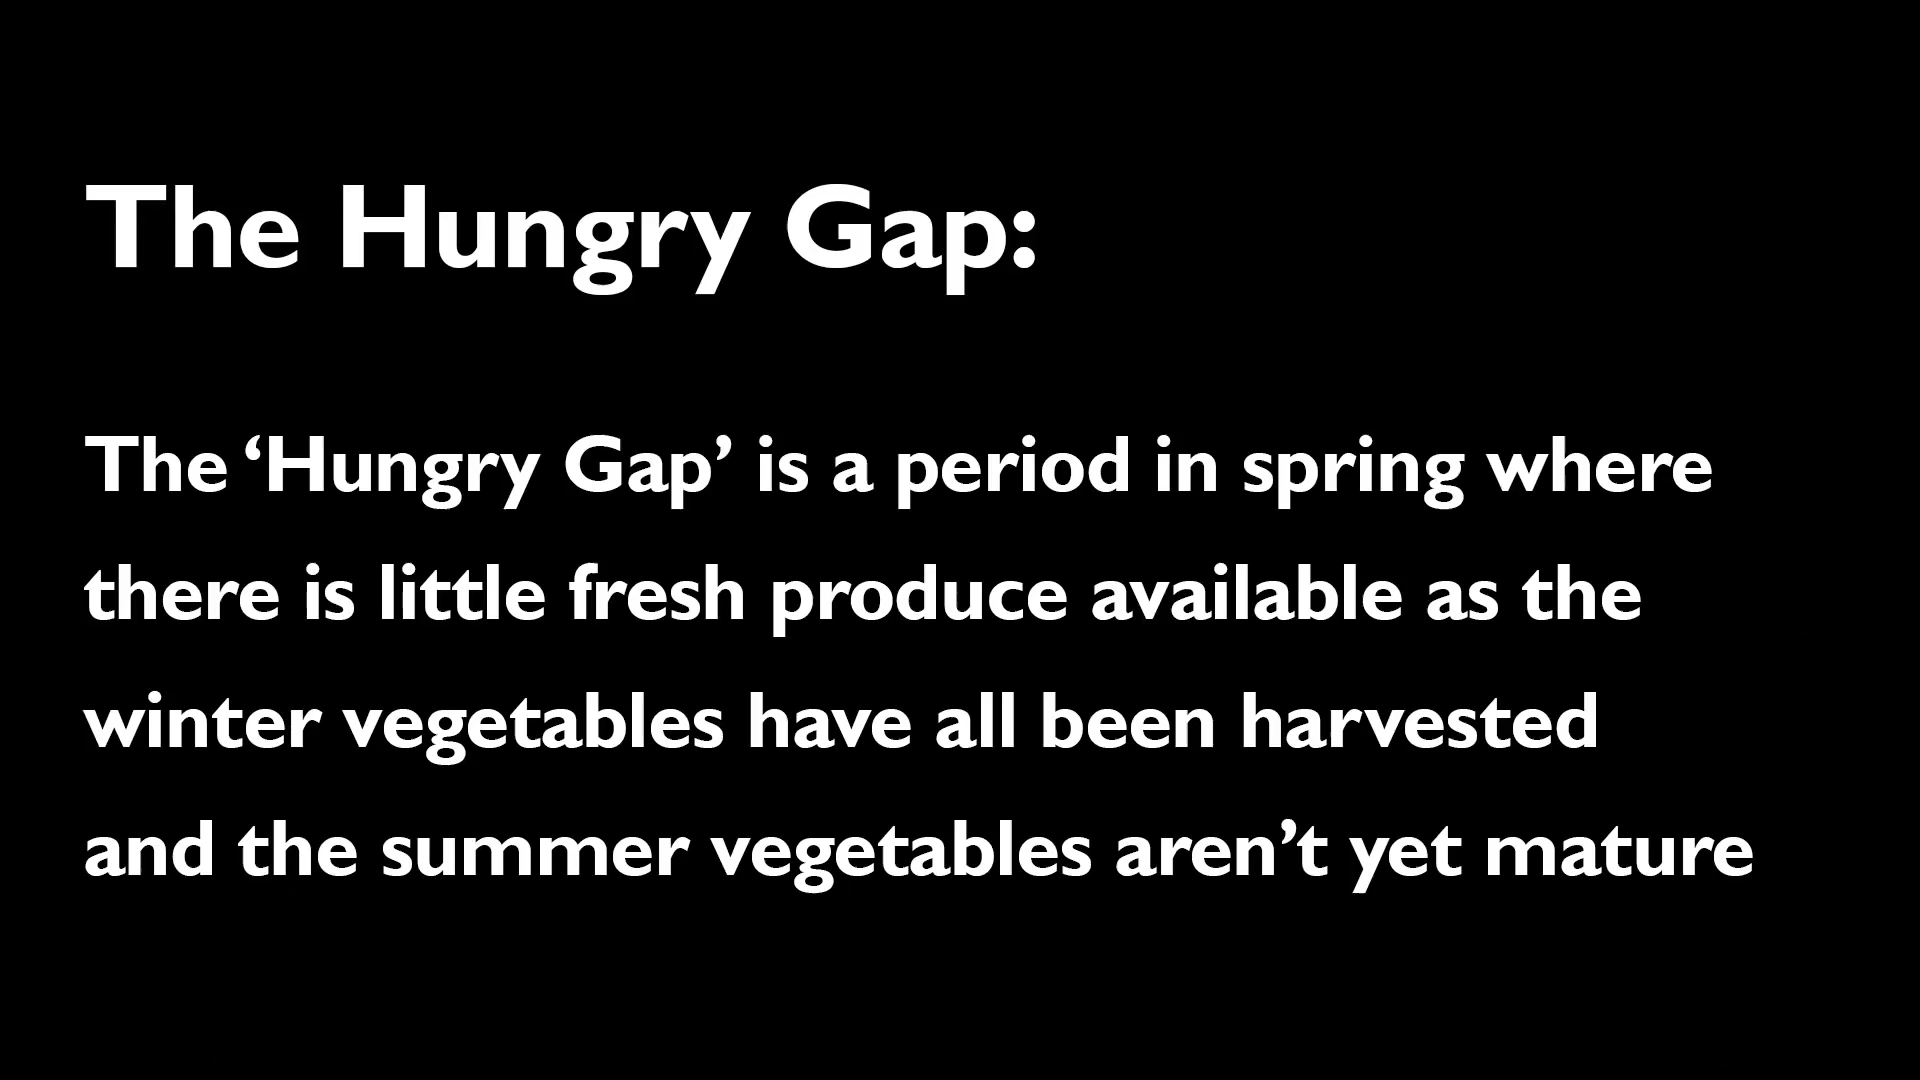 The Hungry Gap:
The ‘Hungry Gap’ is a period in spring where
there is little fresh produce available as the
winter vegetables have all been harvested
and the summer vegetables aren’t yet mature